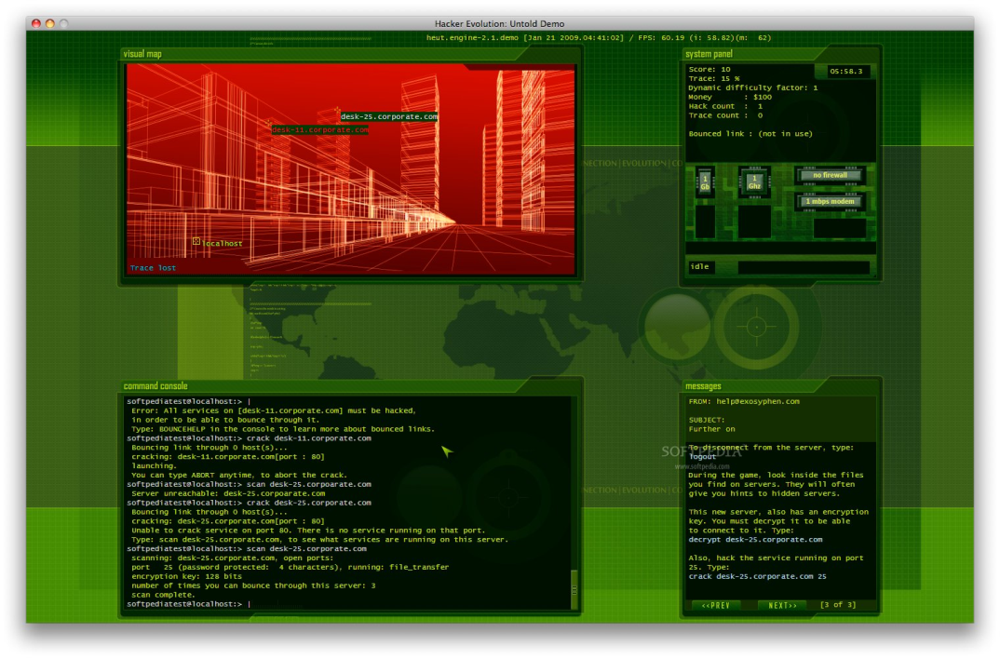 Hacker Evolution: Untold Demo
heut.engine-2.1.demo [Jan 21 2009.04:41:02] / FPS: 60.19 (i: 58.82)(m: 62)
visual map
desk-25.corporate.com
desk-11.corporate.com
localhost
Trace lost
system panel
Score: 10
05:58.3
Trace: 15 %
Dynamic difficulty factor: 1
Money : $100
Hack count : 1
Trace count : 0
Bounced link : (not in use)
1 Gb
1 Ghz
no firewall
1 mbps modem
idle
NNECTION|EVOLUTION|CO
NNECTION|EVOLUTION|CO
command console
softpediatest@localhost:> |
Error: All services on [desk-11.corporate.com] must be hacked,
in order to be able to bounce through it.
Type: BOUNCEHELP in the console to learn more about bounced links.
softpediatest@localhost:> crack desk-11.corporate.com
Bouncing link through 0 host(s)...
cracking: desk-11.corporate.com[port : 80]
launching.
You can type ABORT anytime, to abort the crack.
softpediatest@localhost:> scan desk-25.corpoarate.com
Server unreachable: desk-25.corpoarate.com
softpediatest@localhost:> crack desk-25.corporate.com
Bouncing link through 0 host(s)...
cracking: desk-25.corporate.com[port : 80]
Unable to crack service on port 80. There is no service running on that port.
Type: scan desk-25.corporate.com, to see what services are running on this server.
softpediatest@localhost:> scan desk-25.corporate.com
scanning: desk-25.corporate.com, open ports:
port 25 (password protected: 4 characters), running: file_transfer
encryption key: 128 bits
number of times you can bounce through this server: 3
scan complete.
softpediatest@localhost:> |
messages
FROM: help@exosyphen.com
SUBJECT:
Further on
To disconnect from the server, type:
logout
During the game, look inside the files
you find on servers. They will often
give you hints to hidden servers.
This new server, also has an encryption
key. You must decrypt it to be able
to connect to it. Type:
decrypt desk-25.corporate.com
Also, hack the service running on port
25. Type:
crack desk-25.corporate.com 25
<<PREV
NEXT>>
[3 of 3]
SOFTPEDIA
www.softpedia.com